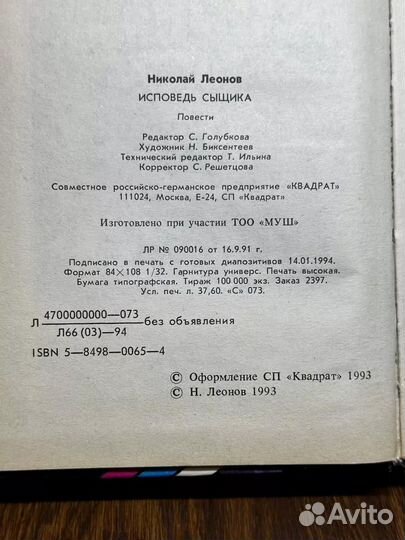 Николай Леонов
ИСПОВЕДЬ СЫЩИКА
Повести
Редактор С. Голубкова
Художник Н. Биксентеев
Технический редактор Т. Ильина
Корректор С. Решетцова
Совместное российско-германское предприятие «КВАДРАТ»
111024, Москва, Е-24, СП «Квадрат»
Изготовлено при участии ТОО «МУШ»
ЛР № 090016 от 16.9.91 г.
Подписано в печать с готовых диапозитивов 14.01.1994.
Формат 84×108 1/32. Гарнитура универс. Печать высокая.
Бумага типографская. Тираж 100 000 экз. Заказ 2397.
Усл. печ. л. 37,60. «С» 073.
4700000000—073
Л без объявления
Л66 (03)—94
ISBN 5—8498—0065—4
© Оформление СП «Квадрат» 1993
© Н. Леонов 1993
Avito